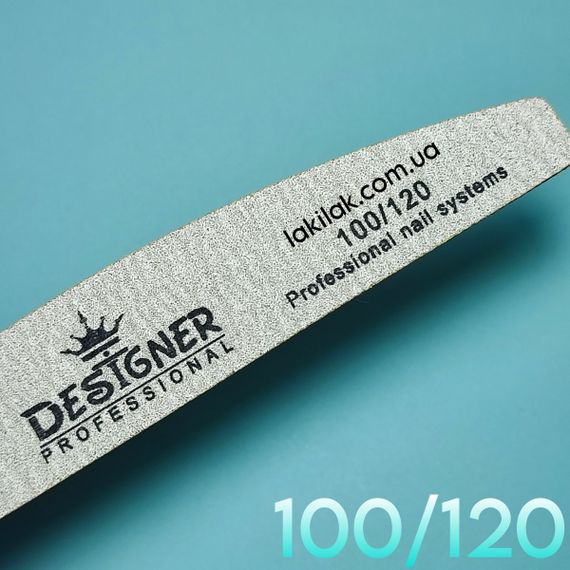 lakilak.com.ua
100/120
Professional nail systems
DESIGNER
PROFESSIONAL
100/120